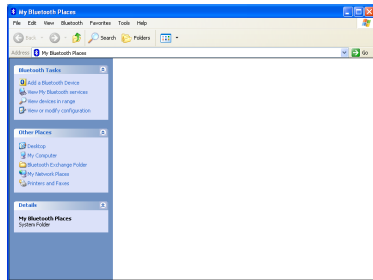 My Bluetooth Places
File Edit View Bluetooth Favorites Tools Help
Back Search Folders
Address My Bluetooth Places Go
Bluetooth Tasks
Add a Bluetooth Device
View My Bluetooth services
View devices in range
View or modify configuration
Other Places
Desktop
My Computer
Bluetooth Exchange Folder
My Network Places
Printers and Faxes
Details
My Bluetooth Places
System Folder